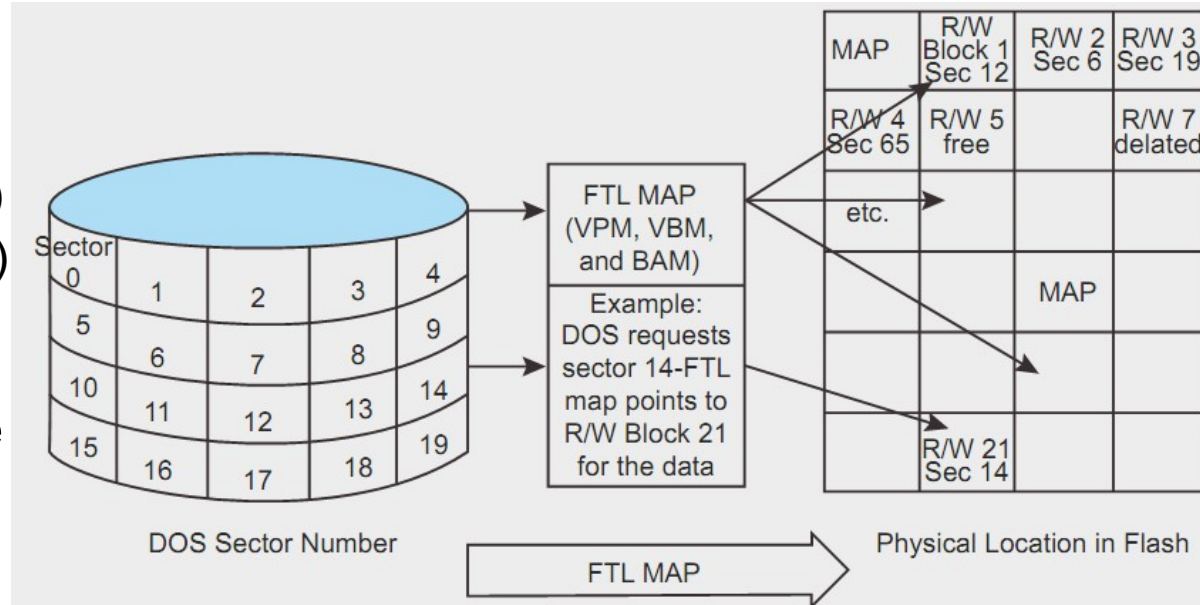 )
)
e
Sector
0 1 2 3 4
5 6 7 8 9
10 11 12 13 14
15 16 17 18 19
DOS Sector Number
FTL MAP
(VPM, VBM,
and BAM)
Example:
DOS requests
sector 14-FTL
map points to
R/W Block 21
for the data
FTL MAP
MAP
R/W
Block 1
Sec 12
R/W 2
Sec 6
R/W 3
Sec 19
R/W 4
Sec 65
R/W 5
free
R/W 7
delated
etc.
MAP
R/W 21
Sec 14
Physical Location in Flash